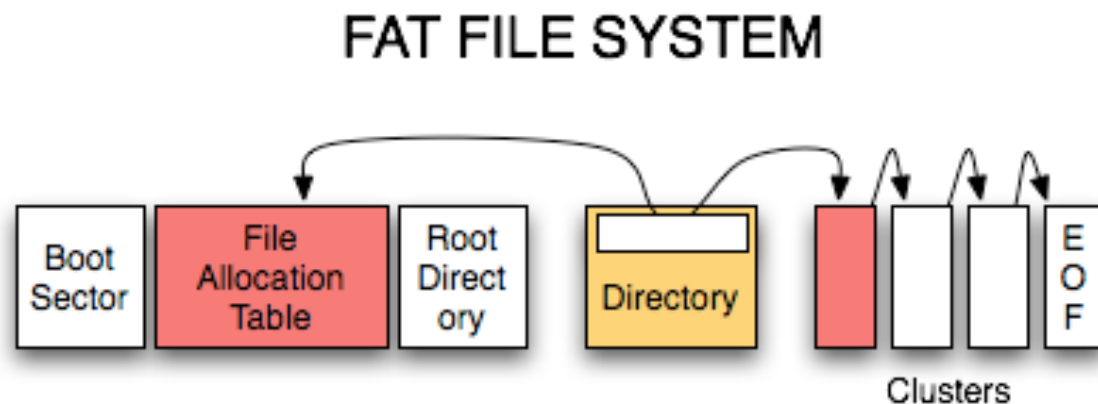 FAT FILE SYSTEM
Boot
Sector
File
Allocation
Table
Root
Direct
ory
Directory
E
O
F
Clusters